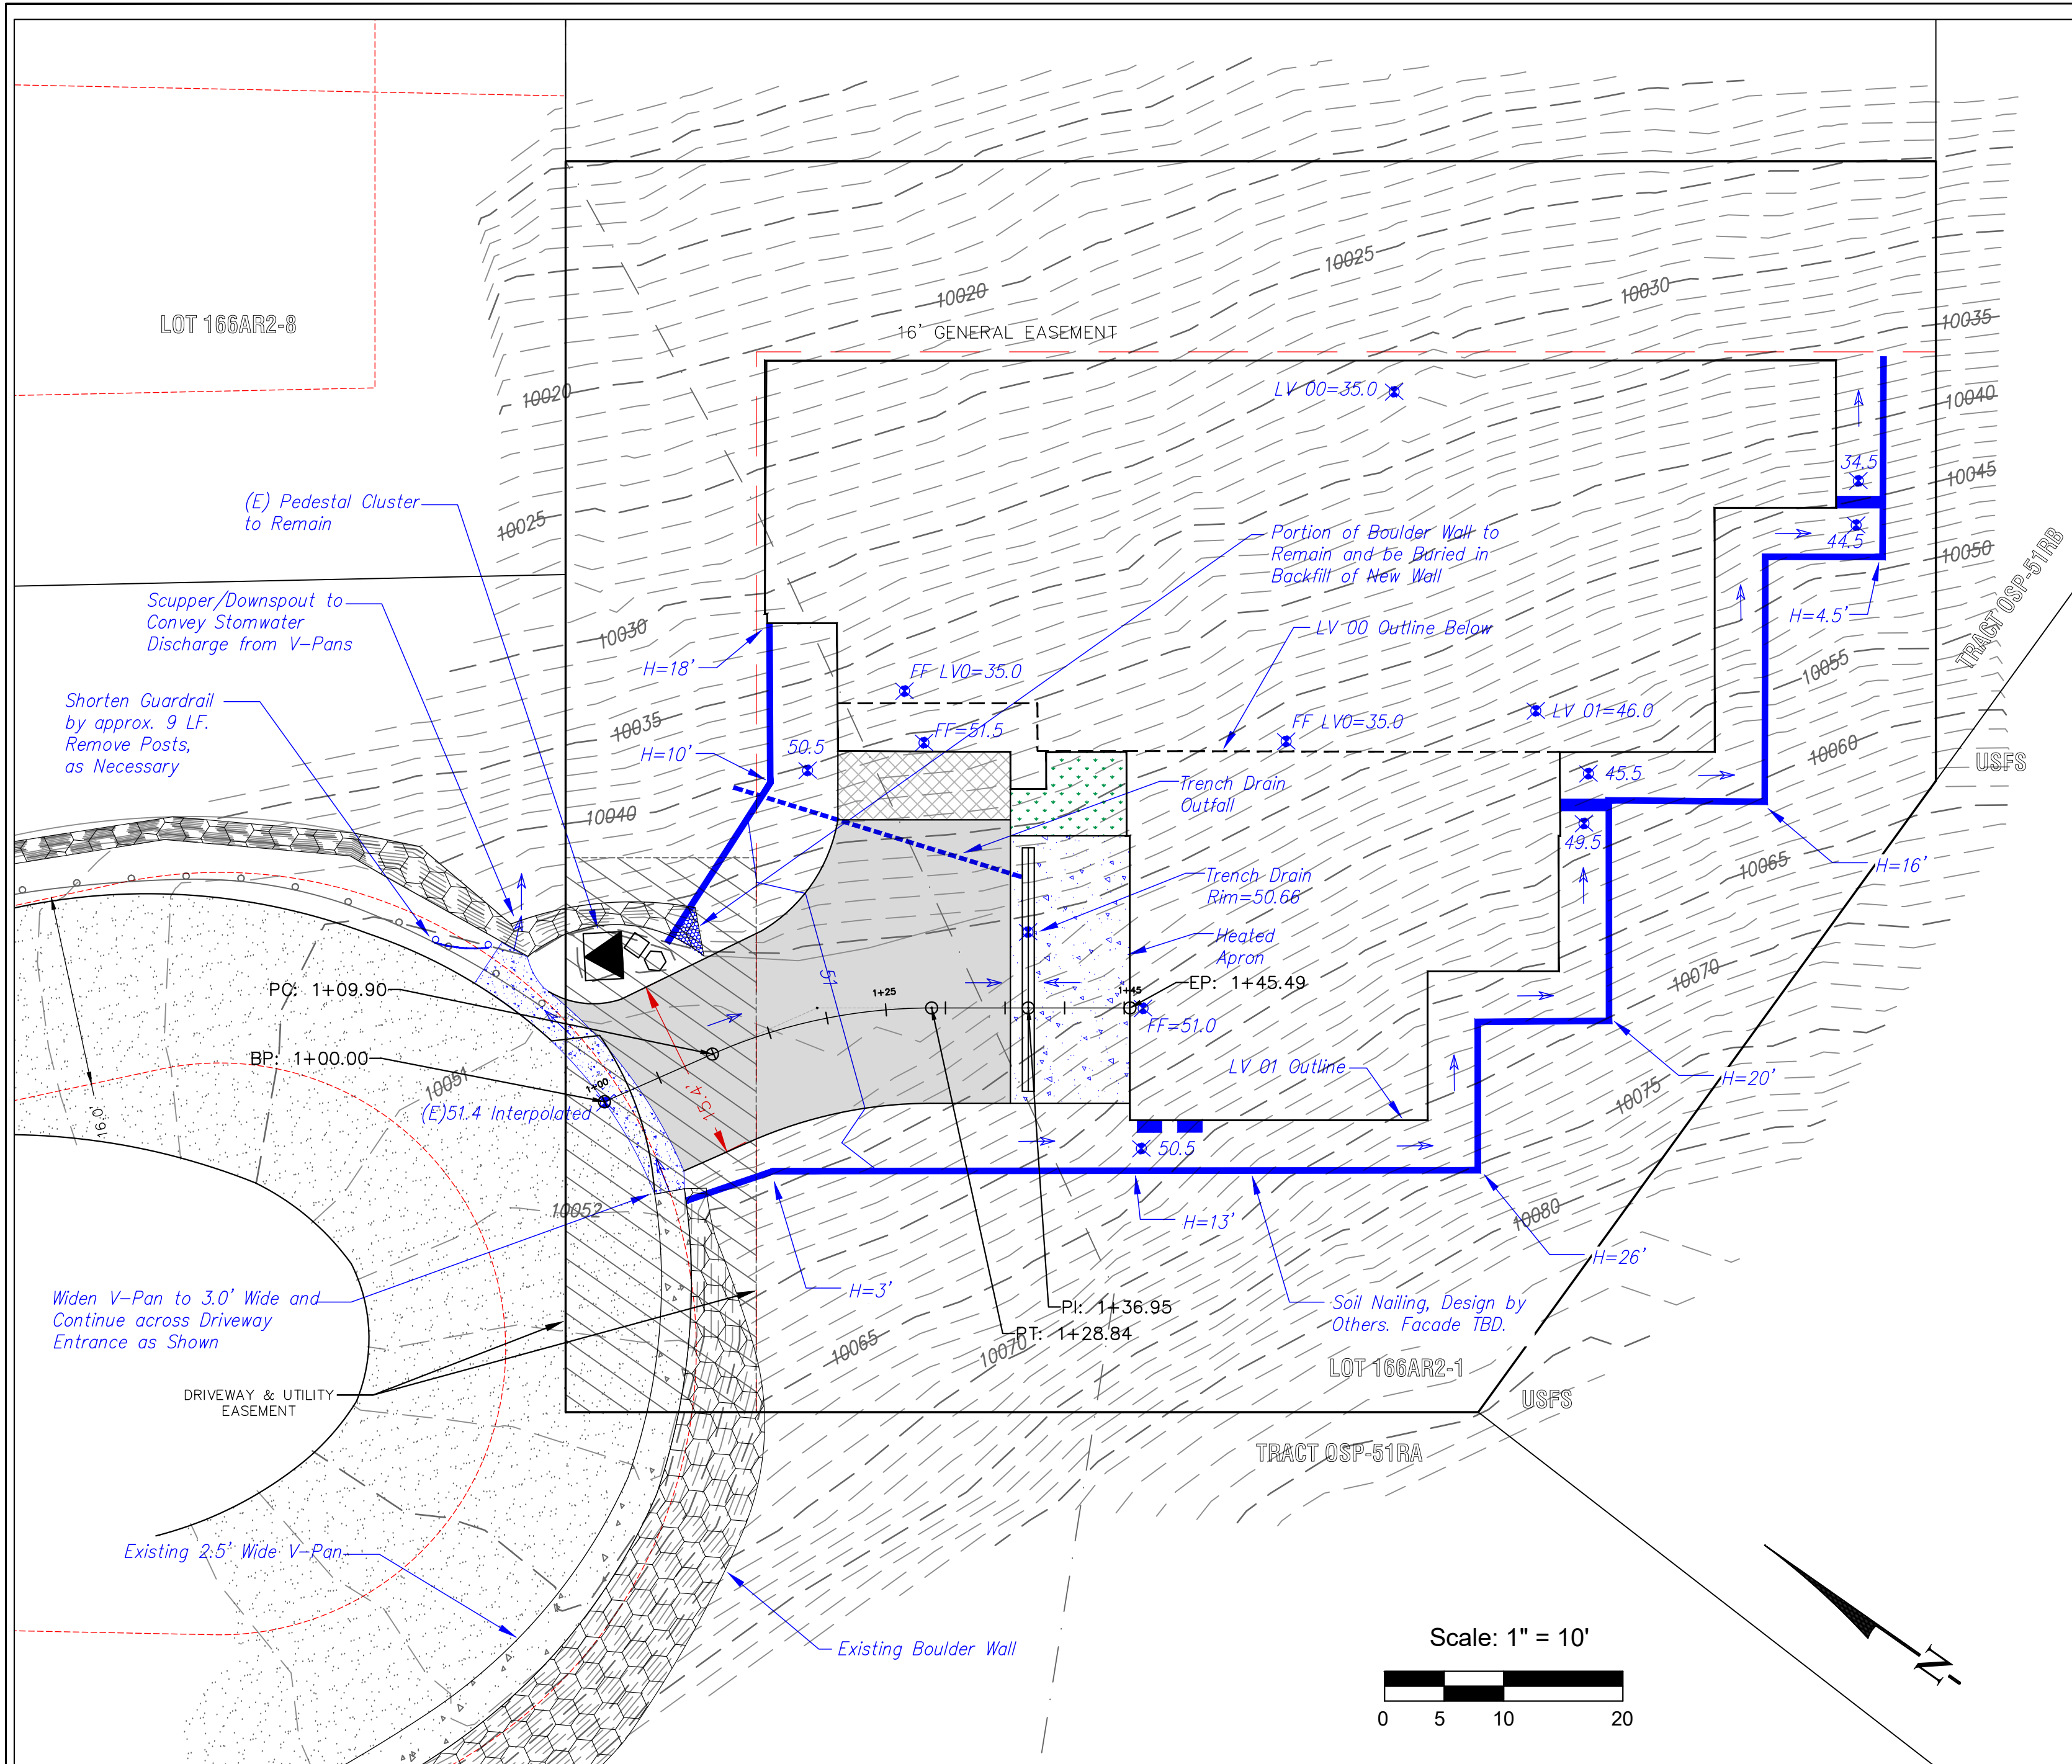 LOT 166AR2-8
16' GENERAL EASEMENT
10020
10025
10030
10035
10040
10045
10050
10055
10060
10065
10070
10075
10080
10020
10025
10030
10035
10040
10051
10052
10065
10070
LV 00=35.0
34.5
44.5
H=4.5'
TRACT OSP-51RB
USFS
(E) Pedestal Cluster
to Remain
Scupper/Downspout to
Convey Stomwater
Discharge from V-Pans
Shorten Guardrail
by approx. 9 LF.
Remove Posts,
as Necessary
Portion of Boulder Wall to
Remain and be Buried in
Backfill of New Wall
LV 00 Outline Below
H=18'
FF LV0=35.0
FF=51.5
FF LV0=35.0
LV 01=46.0
H=10'
50.5
45.5
49.5
H=16'
Trench Drain
Outfall
Trench Drain
Rim=50.66
Heated
Apron
EP: 1+45.49
1+45
1+25
1+00
51
FF=51.0
PC: 1+09.90
BP: 1+00.00
(E)51.4 Interpolated
15.4'
16.0'
LV 01 Outline
H=20'
50.5
H=13'
H=26'
H=3'
PI: 1+36.95
PT: 1+28.84
Soil Nailing, Design by
Others. Facade TBD.
Widen V-Pan to 3.0' Wide and
Continue across Driveway
Entrance as Shown
DRIVEWAY & UTILITY
EASEMENT
LOT 166AR2-1
USFS
TRACT OSP-51RA
Existing 2.5' Wide V-Pan
Existing Boulder Wall
Scale: 1" = 10'
0 5 10 20
N